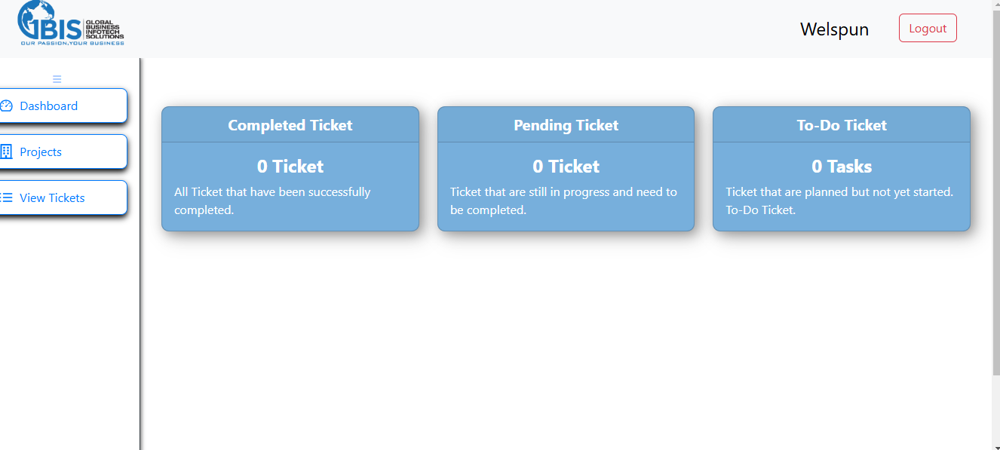 GBIS GLOBAL
BUSINESS
INFOTECH
SOLUTIONS
OUR PASSION,YOUR BUSINESS
Welspun
Logout
Dashboard
Projects
View Tickets
Completed Ticket
0 Ticket
All Ticket that have been successfully
completed.
Pending Ticket
0 Ticket
Ticket that are still in progress and need to
be completed.
To-Do Ticket
0 Tasks
Ticket that are planned but not yet started.
To-Do Ticket.